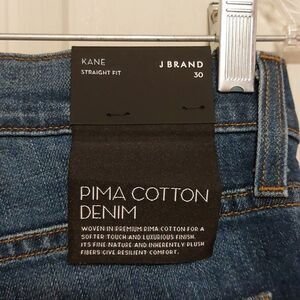 KANE
J BRAND
STRAIGHT FIT
30
PIMA COTTON
DENIM
WOVEN IN PREMIUM PIMA COTTON FOR A
SOFTER TOUCH AND LUXURIOUS FINISH.
ITS FINE NATURE AND INHERENTLY PLUSH
FIBERS GIVE RESILIENT COMFORT.